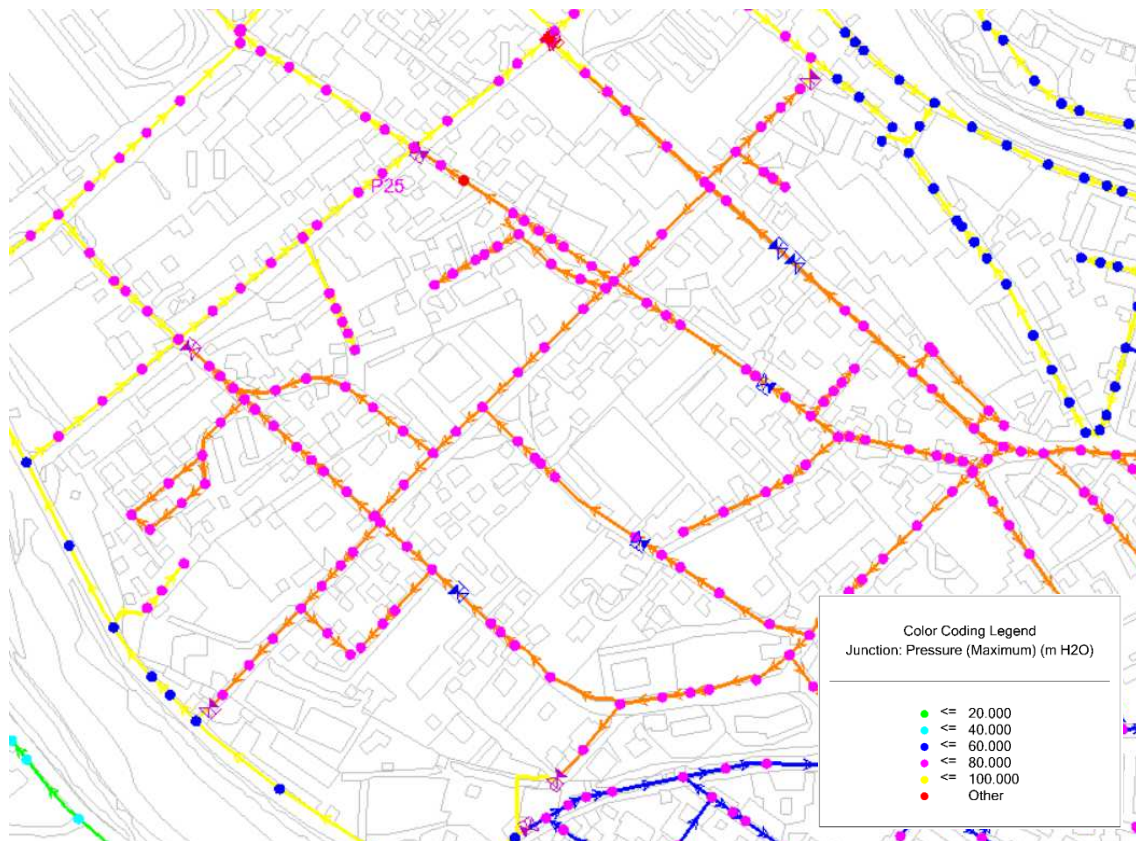 P25
Color Coding Legend
Junction: Pressure (Maximum) (m H2O)
<= 20.000
<= 40.000
<= 60.000
<= 80.000
<= 100.000
Other